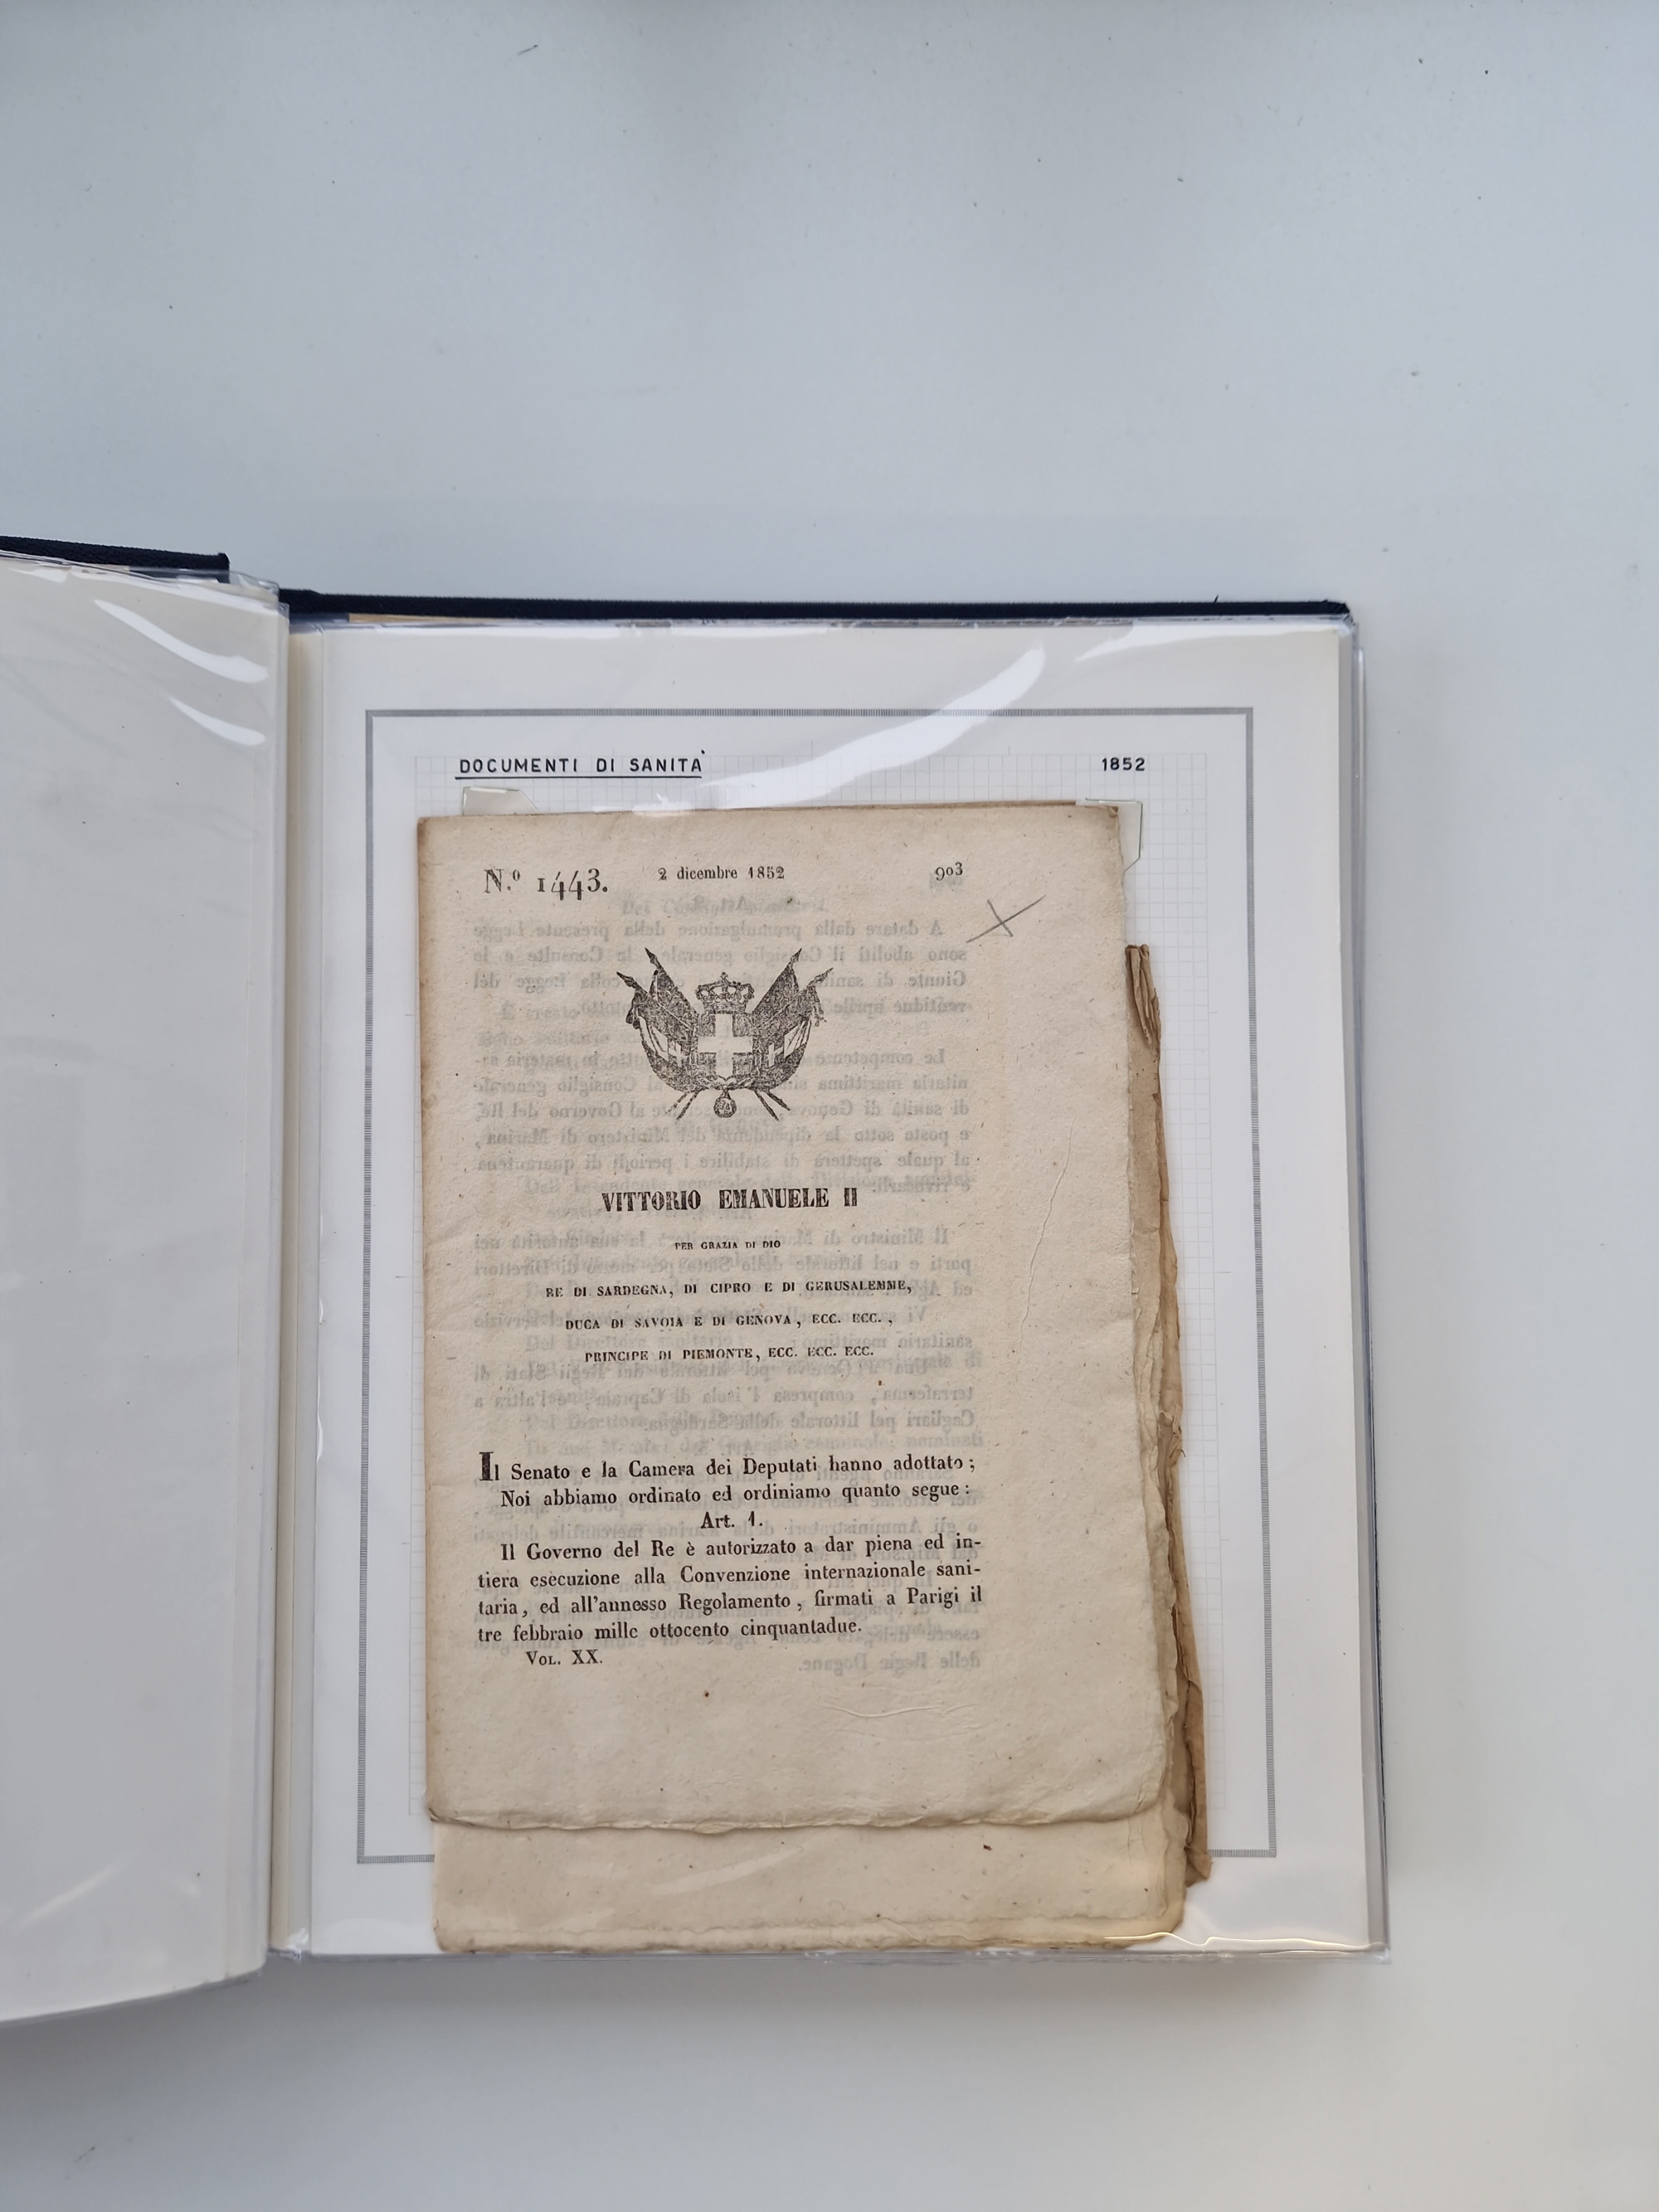 DOCUMENTI DI SANITÀ 1852
N.º 1443. 2 dicembre 1852 903
VITTORIO EMANUELE II
PER GRAZIA DI DIO
RE DI SARDEGNA, DI CIPRO E DI GERUSALEMME,
DUCA DI SAVOIA E DI GENOVA, ECC. ECC.,
PRINCIPE DI PIEMONTE, ECC. ECC. ECC.
Il Senato e la Camera dei Deputati hanno adottato;
Noi abbiamo ordinato ed ordiniamo quanto segue:
Art. 1.
Il Governo del Re è autorizzato a dar piena ed in-
tiera esecuzione alla Convenzione internazionale sani-
taria, ed all'annesso Regolamento, firmati a Parigi il
tre febbraio mille ottocento cinquantadue.
VOL. XX.